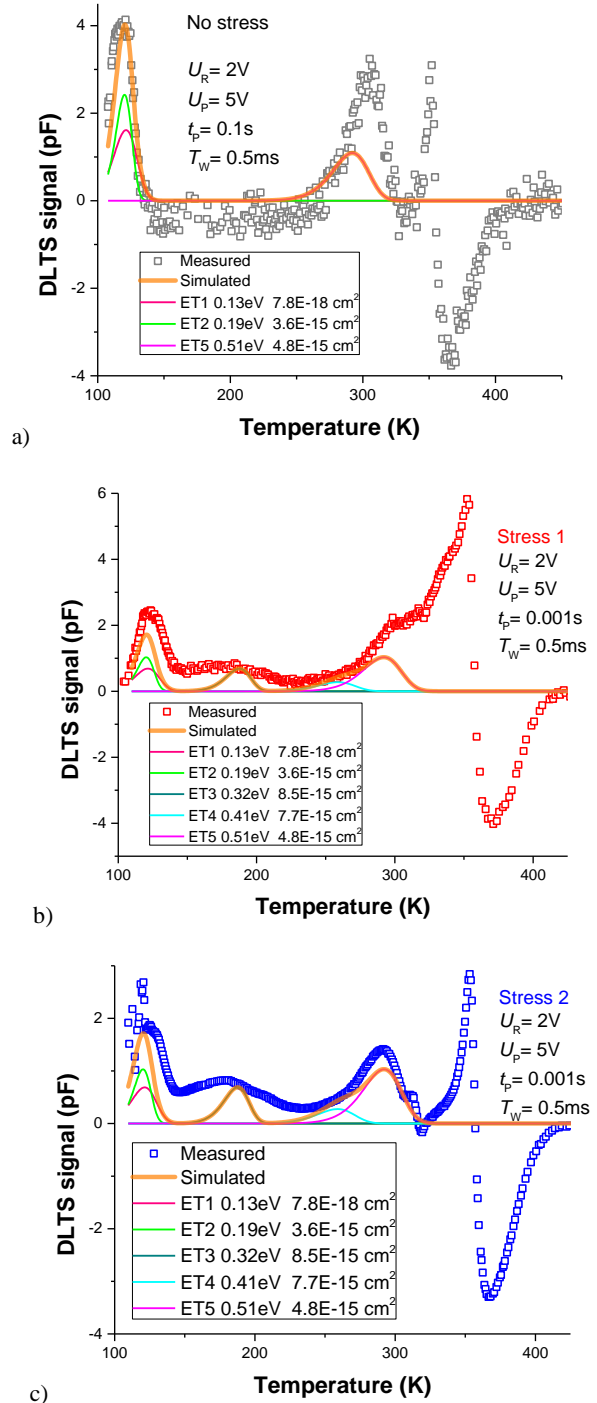 4
2
0
-2
-4
DLTS signal (pF)
No stress
U_R= 2V
U_P= 5V
t_P= 0.1s
T_W= 0.5ms
Measured
Simulated
ET1 0.13eV 7.8E-18 cm²
ET2 0.19eV 3.6E-15 cm²
ET5 0.51eV 4.8E-15 cm²
100 200 300 400
Temperature (K)
a)
6
4
2
0
-2
-4
DLTS signal (pF)
Stress 1
U_R= 2V
U_P= 5V
t_P= 0.001s
T_W= 0.5ms
Measured
Simulated
ET1 0.13eV 7.8E-18 cm²
ET2 0.19eV 3.6E-15 cm²
ET3 0.32eV 8.5E-15 cm²
ET4 0.41eV 7.7E-15 cm²
ET5 0.51eV 4.8E-15 cm²
100 200 300 400
Temperature (K)
b)
2
0
-2
-4
DLTS signal (pF)
Stress 2
U_R= 2V
U_P= 5V
t_P= 0.001s
T_W= 0.5ms
Measured
Simulated
ET1 0.13eV 7.8E-18 cm²
ET2 0.19eV 3.6E-15 cm²
ET3 0.32eV 8.5E-15 cm²
ET4 0.41eV 7.7E-15 cm²
ET5 0.51eV 4.8E-15 cm²
100 200 300 400
Temperature (K)
c)